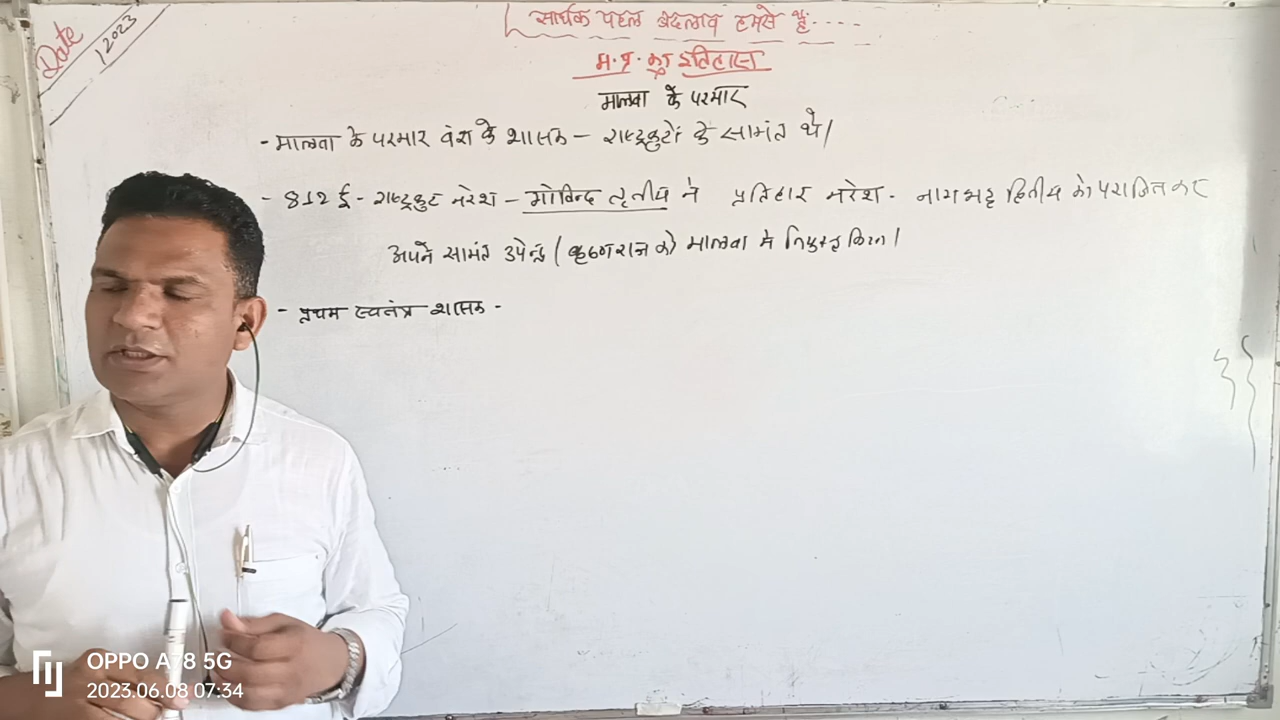 Date
/2023
सार्थक पहल बदलाव हमसे है....
म.प्र. का इतिहास
मालवा के परमार
- मालवा के परमार वंश के शासक - राष्ट्रकुटों के सामंत थे।
- 812 ई - राष्ट्रकुट नरेश - गोविन्द तृतीय ने प्रतिहार नरेश - नागभट्ट द्वितीय को पराजित कर
अपने सामंत उपेन्द्र / कृष्णराज को मालवा मे नियुक्त किया।
- प्रथम स्वतंत्र शासक -
OPPO A78 5G
2023.06.08 07:34